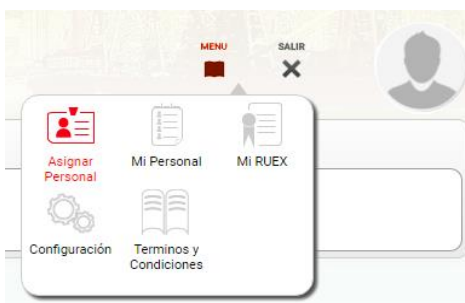 MENU
SALIR
Asignar
Personal
Mi Personal
Mi RUEX
Configuración
Terminos y
Condiciones